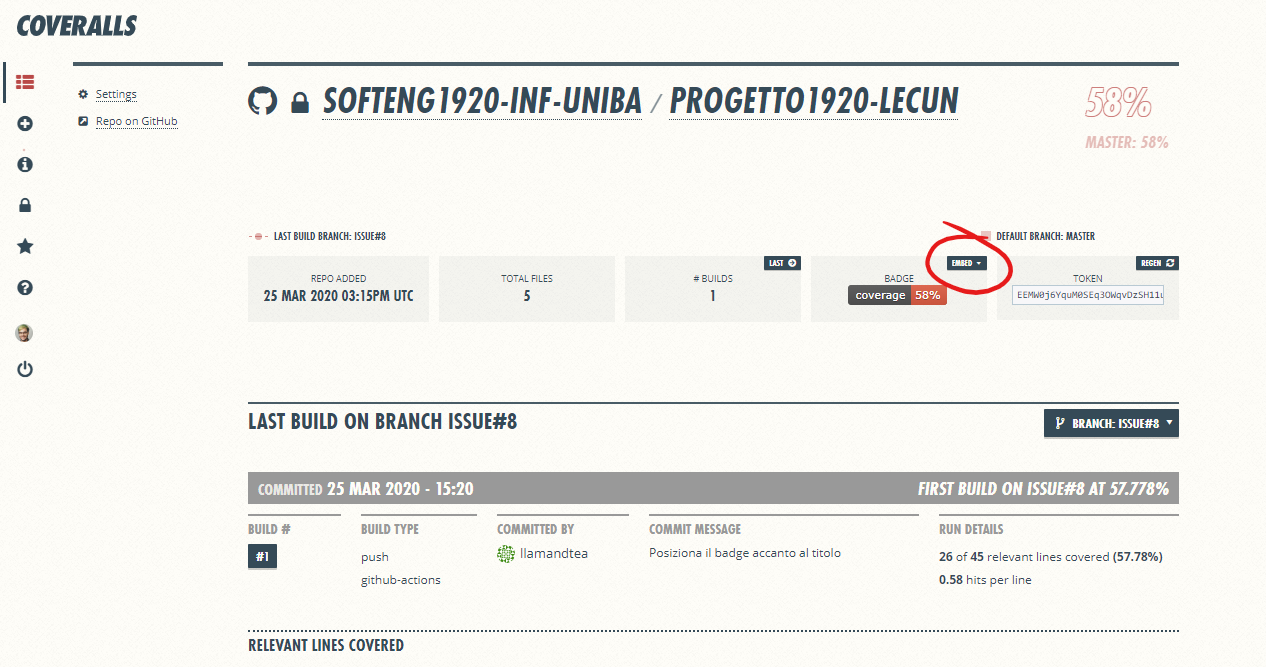 COVERALLS
Settings
Repo on GitHub
SOFTENG1920-INF-UNIBA / PROGETTO1920-LECUN
58%
MASTER: 58%
LAST BUILD BRANCH: ISSUE#8
DEFAULT BRANCH: MASTER
REPO ADDED
25 MAR 2020 03:15PM UTC
TOTAL FILES
5
LAST
# BUILDS
1
EMBED
BADGE
coverage 58%
REGEN
TOKEN
LAST BUILD ON BRANCH ISSUE#8
BRANCH: ISSUE#8
COMMITTED 25 MAR 2020 - 15:20
FIRST BUILD ON ISSUE#8 AT 57.778%
BUILD #
#1
BUILD TYPE
push
github-actions
COMMITTED BY
llamandtea
COMMIT MESSAGE
Posiziona il badge accanto al titolo
RUN DETAILS
26 of 45 relevant lines covered (57.78%)
0.58 hits per line
RELEVANT LINES COVERED